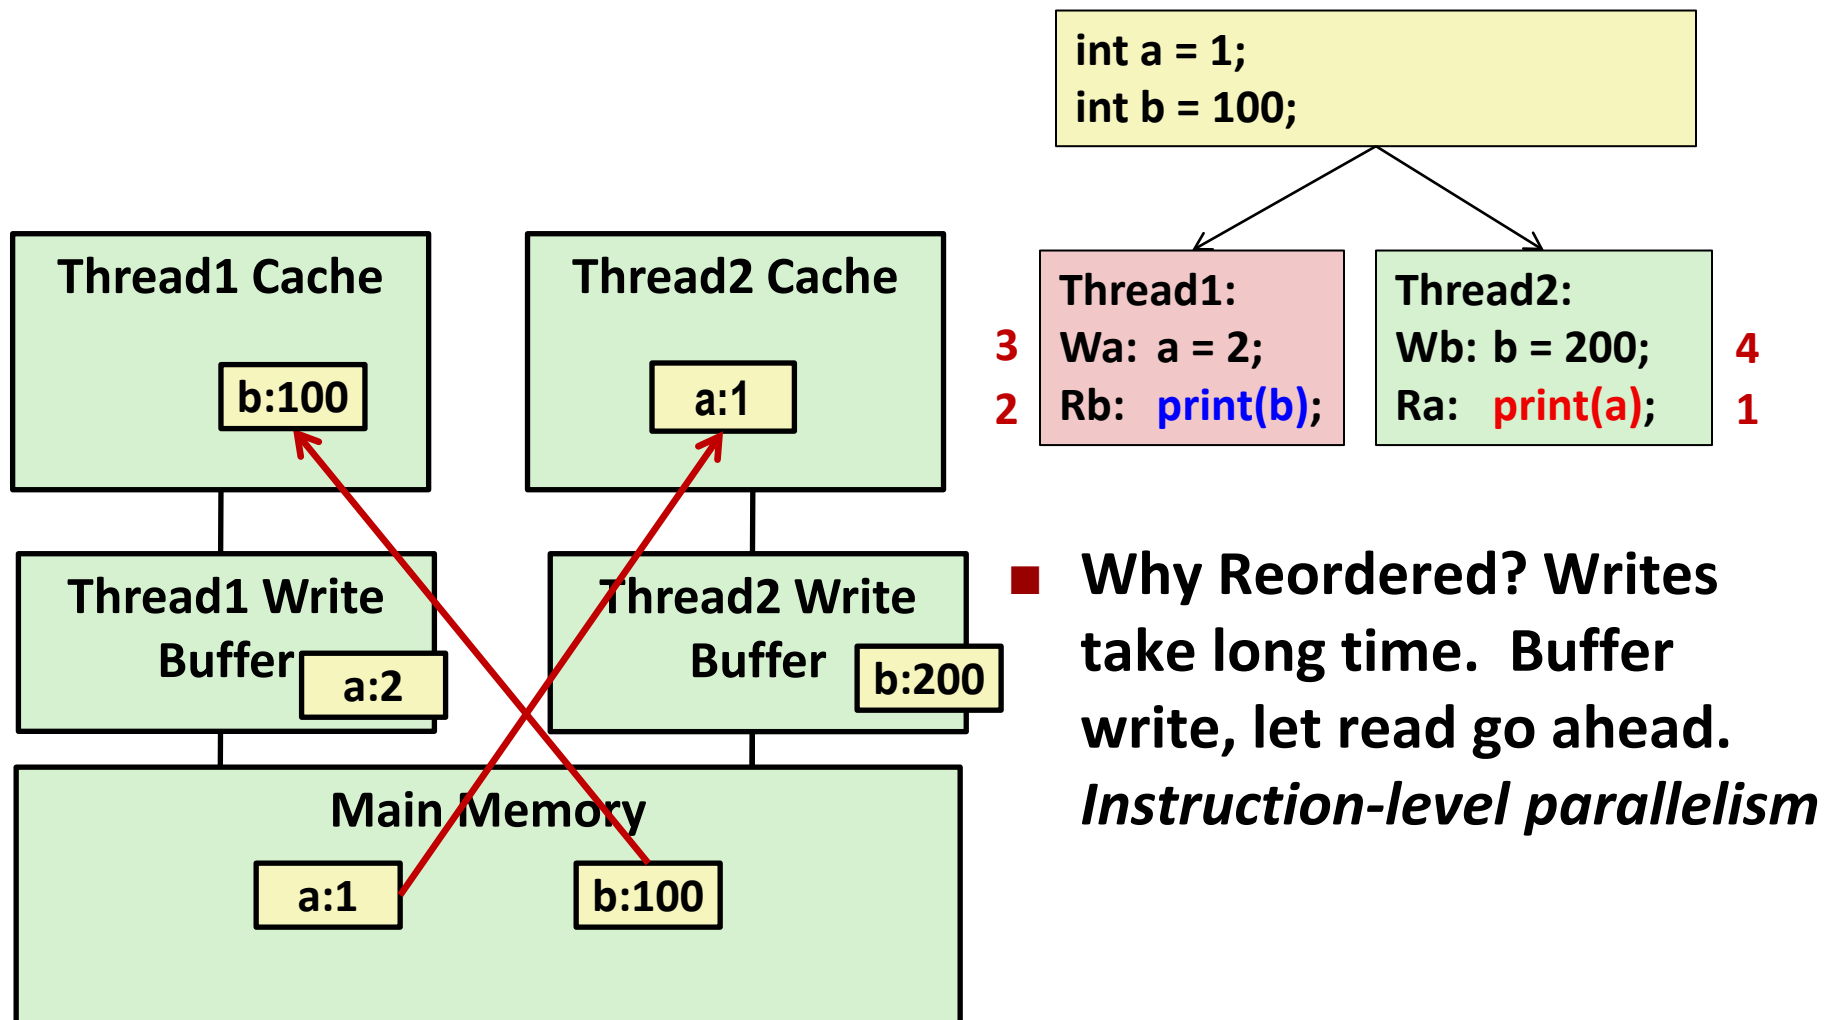 int a = 1;
int b = 100;
Thread1 Cache
b:100
Thread2 Cache
a:1
Thread1:
3 Wa: a = 2;
2 Rb: print(b);
Thread2:
Wb: b = 200; 4
Ra: print(a); 1
Thread1 Write
Buffer
a:2
Thread2 Write
Buffer
b:200
Main Memory
a:1
b:100
■ Why Reordered? Writes
take long time. Buffer
write, let read go ahead.
Instruction-level parallelism